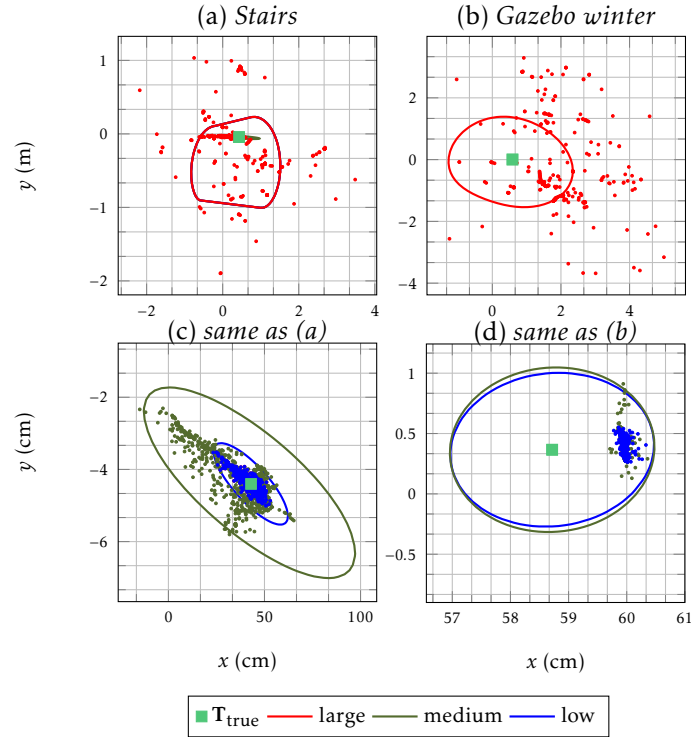 (a) Stairs
(b) Gazebo winter
1
0
−1
−2
y (m)
−2 0 2 4
2
0
−2
−4
0 2 4
(c) same as (a)
(d) same as (b)
−2
−4
−6
y (cm)
0 50 100
x (cm)
1
0.5
0
−0.5
57 58 59 60 61
x (cm)
T_true large medium low